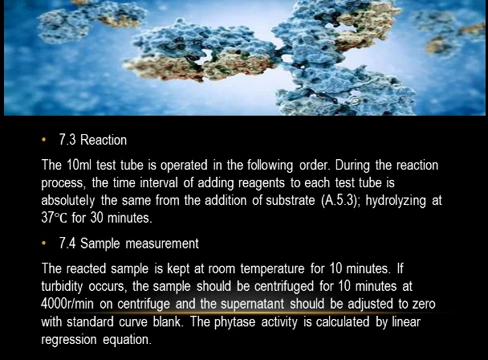 • 7.3 Reaction
The 10ml test tube is operated in the following order. During the reaction
process, the time interval of adding reagents to each test tube is
absolutely the same from the addition of substrate (A.5.3); hydrolyzing at
37℃ for 30 minutes.
• 7.4 Sample measurement
The reacted sample is kept at room temperature for 10 minutes. If
turbidity occurs, the sample should be centrifuged for 10 minutes at
4000r/min on centrifuge and the supernatant should be adjusted to zero
with standard curve blank. The phytase activity is calculated by linear
regression equation.